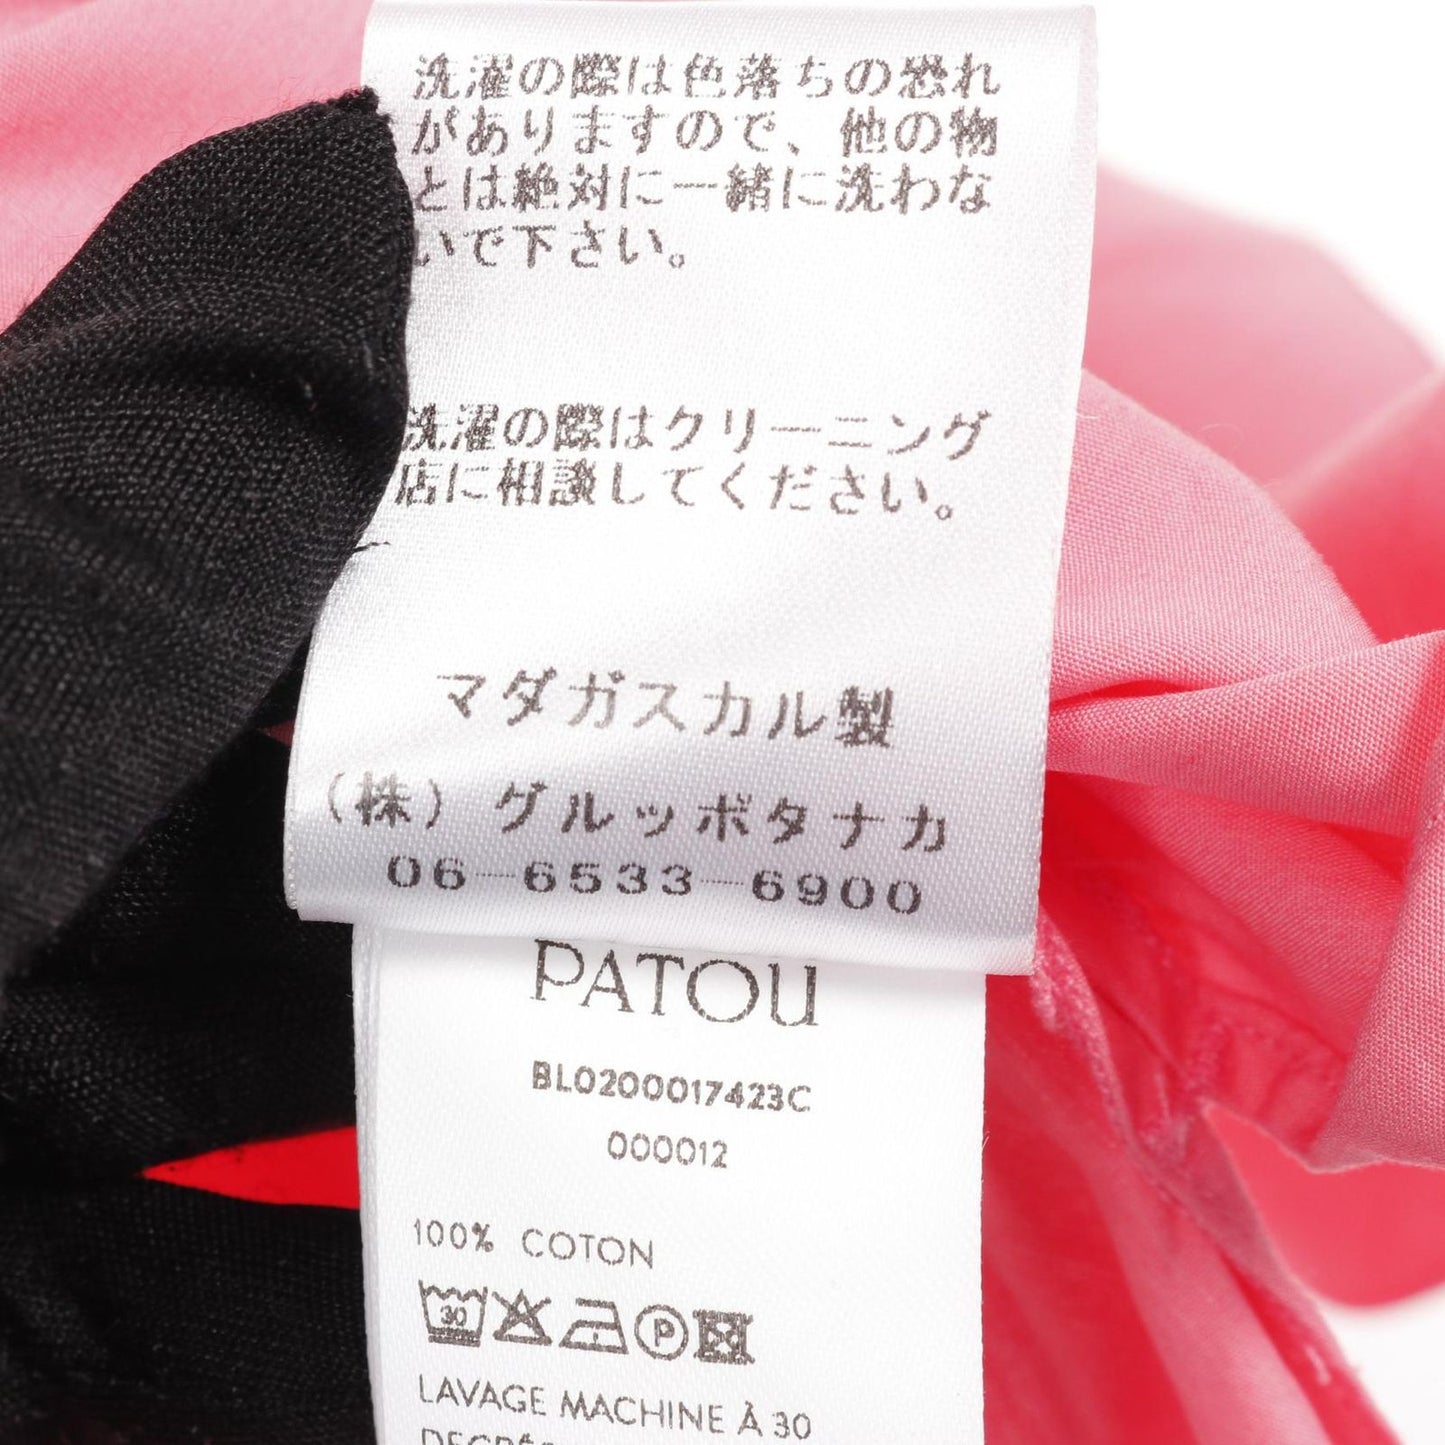 洗濯の際は色落ちの恐れ
がありますので、他の物
とは絶対に一緒に洗わな
いで下さい。
洗濯の際はクリーニング
店に相談してください。
マダガスカル製
（株）グルッポタナカ
06-6533-6900
PATOU
BL0200017423C
000012
100% COTON
30
P
LAVAGE MACHINE À 30